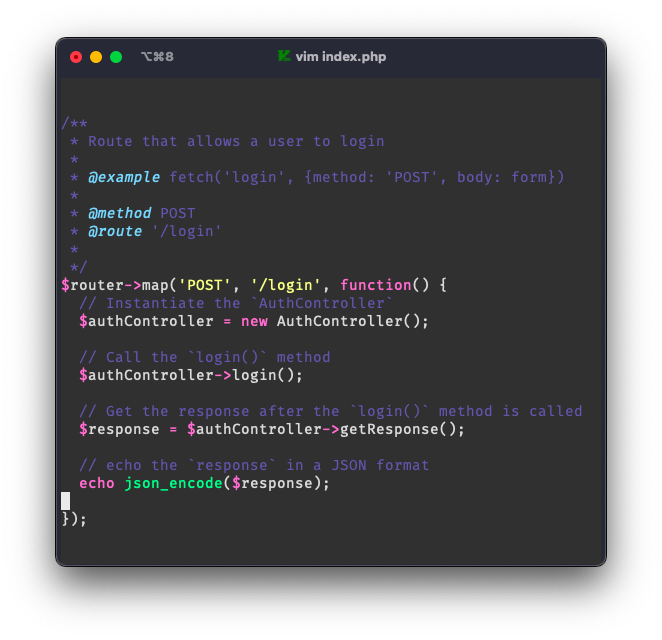 ⌥⌘8 vim index.php
/**
 * Route that allows a user to login
 *
 * @example fetch('login', {method: 'POST', body: form})
 *
 * @method POST
 * @route '/login'
 *
 */
$router->map('POST', '/login', function() {
  // Instantiate the `AuthController`
  $authController = new AuthController();
  // Call the `login()` method
  $authController->login();
  // Get the response after the `login()` method is called
  $response = $authController->getResponse();
  // echo the `response` in a JSON format
  echo json_encode($response);
});